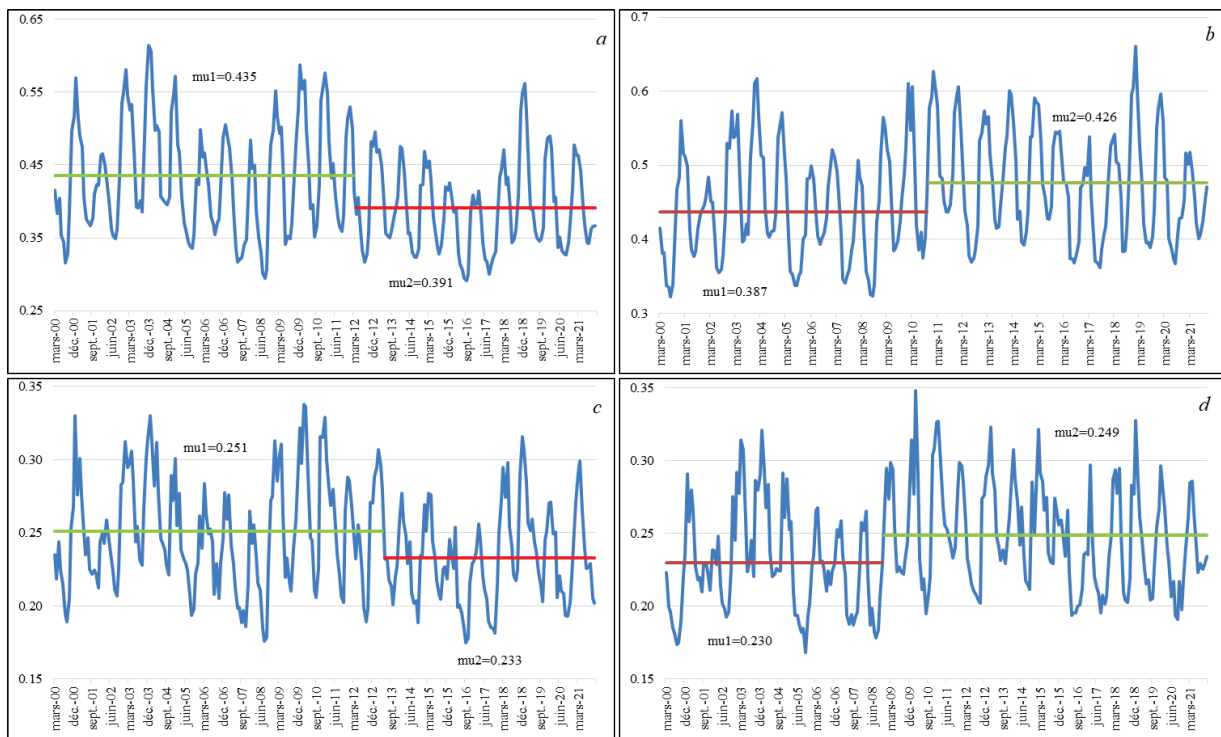 a
0.65
0.55
0.45
0.35
0.25
mu1=0.435
mu2=0.391
mars-00
déc.-00
sept.-01
juin-02
mars-03
déc.-03
sept.-04
juin-05
mars-06
déc.-06
sept.-07
juin-08
mars-09
déc.-09
sept.-10
juin-11
mars-12
déc.-12
sept.-13
juin-14
mars-15
déc.-15
sept.-16
juin-17
mars-18
déc.-18
sept.-19
juin-20
mars-21
b
0.7
0.6
0.5
0.4
0.3
mu2=0.426
mu1=0.387
mars-00
mars-01
mars-02
mars-03
mars-04
mars-05
mars-06
mars-07
mars-08
mars-09
mars-10
mars-11
mars-12
mars-13
mars-14
mars-15
mars-16
mars-17
mars-18
mars-19
mars-20
mars-21
c
0.35
0.30
0.25
0.20
0.15
mu1=0.251
mu2=0.233
mars-00
déc.-00
sept.-01
juin-02
mars-03
déc.-03
sept.-04
juin-05
mars-06
déc.-06
sept.-07
juin-08
mars-09
déc.-09
sept.-10
juin-11
mars-12
déc.-12
sept.-13
juin-14
mars-15
déc.-15
sept.-16
juin-17
mars-18
déc.-18
sept.-19
juin-20
mars-21
d
0.35
0.30
0.25
0.20
0.15
mu2=0.249
mu1=0.230
mars-00
déc.-00
sept.-01
juin-02
mars-03
déc.-03
sept.-04
juin-05
mars-06
déc.-06
sept.-07
juin-08
mars-09
déc.-09
sept.-10
juin-11
mars-12
déc.-12
sept.-13
juin-14
mars-15
déc.-15
sept.-16
juin-17
mars-18
déc.-18
sept.-19
juin-20
mars-21